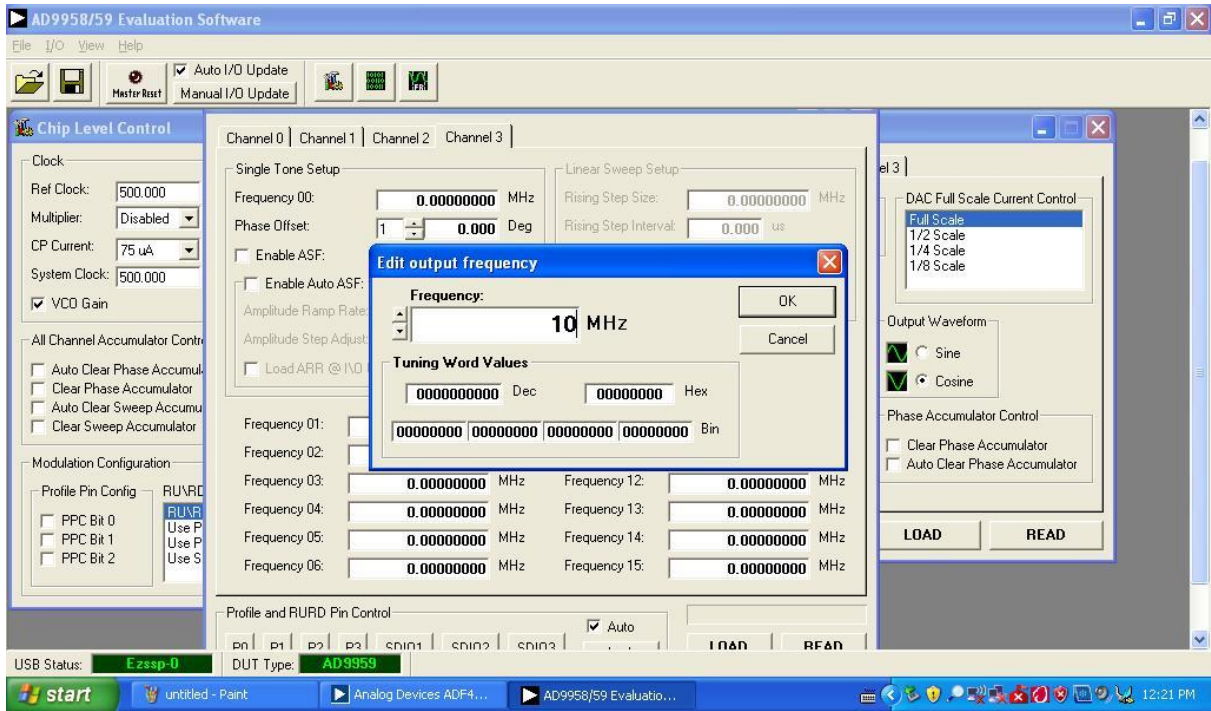 AD9958/59 Evaluation Software
File I/O View Help
Master Reset
Auto I/O Update
Manual I/O Update
Chip Level Control
Clock
Ref Clock: 500.000
Multiplier: Disabled
CP Current: 75 uA
System Clock: 500.000
VCO Gain
All Channel Accumulator Contr
Auto Clear Phase Accumul
Clear Phase Accumulator
Auto Clear Sweep Accumu
Clear Sweep Accumulator
Modulation Configuration
Profile Pin Config
PPC Bit 0
PPC Bit 1
PPC Bit 2
RU\RD
RU\R
Use P
Use P
Use S
Channel 0 Channel 1 Channel 2 Channel 3
Single Tone Setup
Frequency 00: 0.00000000 MHz
Phase Offset: 1 0.000 Deg
Enable ASF:
Enable Auto ASF:
Amplitude Ramp Rate:
Amplitude Step Adjust:
Load ARR @ I\O
Linear Sweep Setup
Rising Step Size: 0.00000000 MHz
Rising Step Interval: 0.000 us
Edit output frequency
Frequency:
10 MHz
OK
Cancel
Tuning Word Values
0000000000 Dec 00000000 Hex
00000000 00000000 00000000 00000000 Bin
Frequency 01:
Frequency 02:
Frequency 03: 0.00000000 MHz Frequency 12: 0.00000000 MHz
Frequency 04: 0.00000000 MHz Frequency 13: 0.00000000 MHz
Frequency 05: 0.00000000 MHz Frequency 14: 0.00000000 MHz
Frequency 06: 0.00000000 MHz Frequency 15: 0.00000000 MHz
Profile and RURD Pin Control
P0 P1 P2 P3 SDIO1 SDIO2 SDIO3
Auto
LOAD READ
el 3
DAC Full Scale Current Control
Full Scale
1/2 Scale
1/4 Scale
1/8 Scale
Output Waveform
Sine
Cosine
Phase Accumulator Control
Clear Phase Accumulator
Auto Clear Phase Accumulator
LOAD READ
USB Status: Ezssp-0 DUT Type: AD9959
start
untitled - Paint
Analog Devices ADF4...
AD9958/59 Evaluatio...
12:21 PM